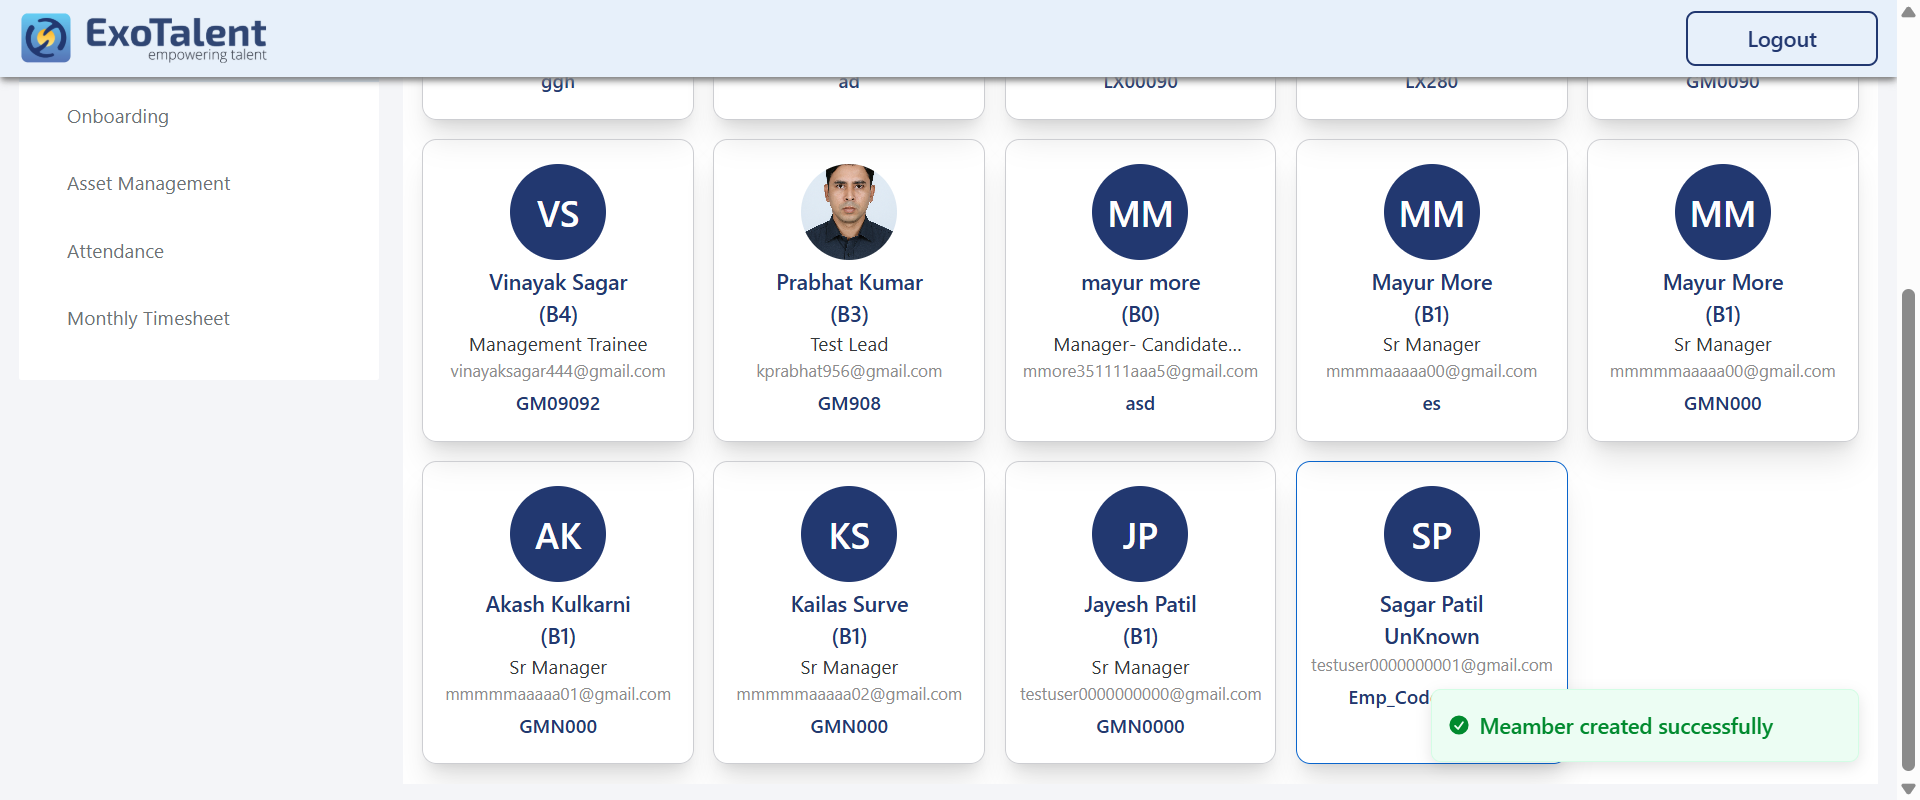 ExoTalent
empowering talent
Logout
Onboarding
Asset Management
Attendance
Monthly Timesheet
ggh
ad
LX00090
LX280
GM0090
VS
Vinayak Sagar
(B4)
Management Trainee
vinayaksagar444@gmail.com
GM09092
Prabhat Kumar
(B3)
Test Lead
kprabhat956@gmail.com
GM908
MM
mayur more
(B0)
Manager- Candidate...
mmore351111aaa5@gmail.com
asd
MM
Mayur More
(B1)
Sr Manager
mmmmaaaaa00@gmail.com
es
MM
Mayur More
(B1)
Sr Manager
mmmmmaaaaa00@gmail.com
GMN000
AK
Akash Kulkarni
(B1)
Sr Manager
mmmmmaaaaa01@gmail.com
GMN000
KS
Kailas Surve
(B1)
Sr Manager
mmmmmaaaaa02@gmail.com
GMN000
JP
Jayesh Patil
(B1)
Sr Manager
testuser0000000000@gmail.com
GMN0000
SP
Sagar Patil
UnKnown
testuser0000000001@gmail.com
Emp_Cod
Meamber created successfully